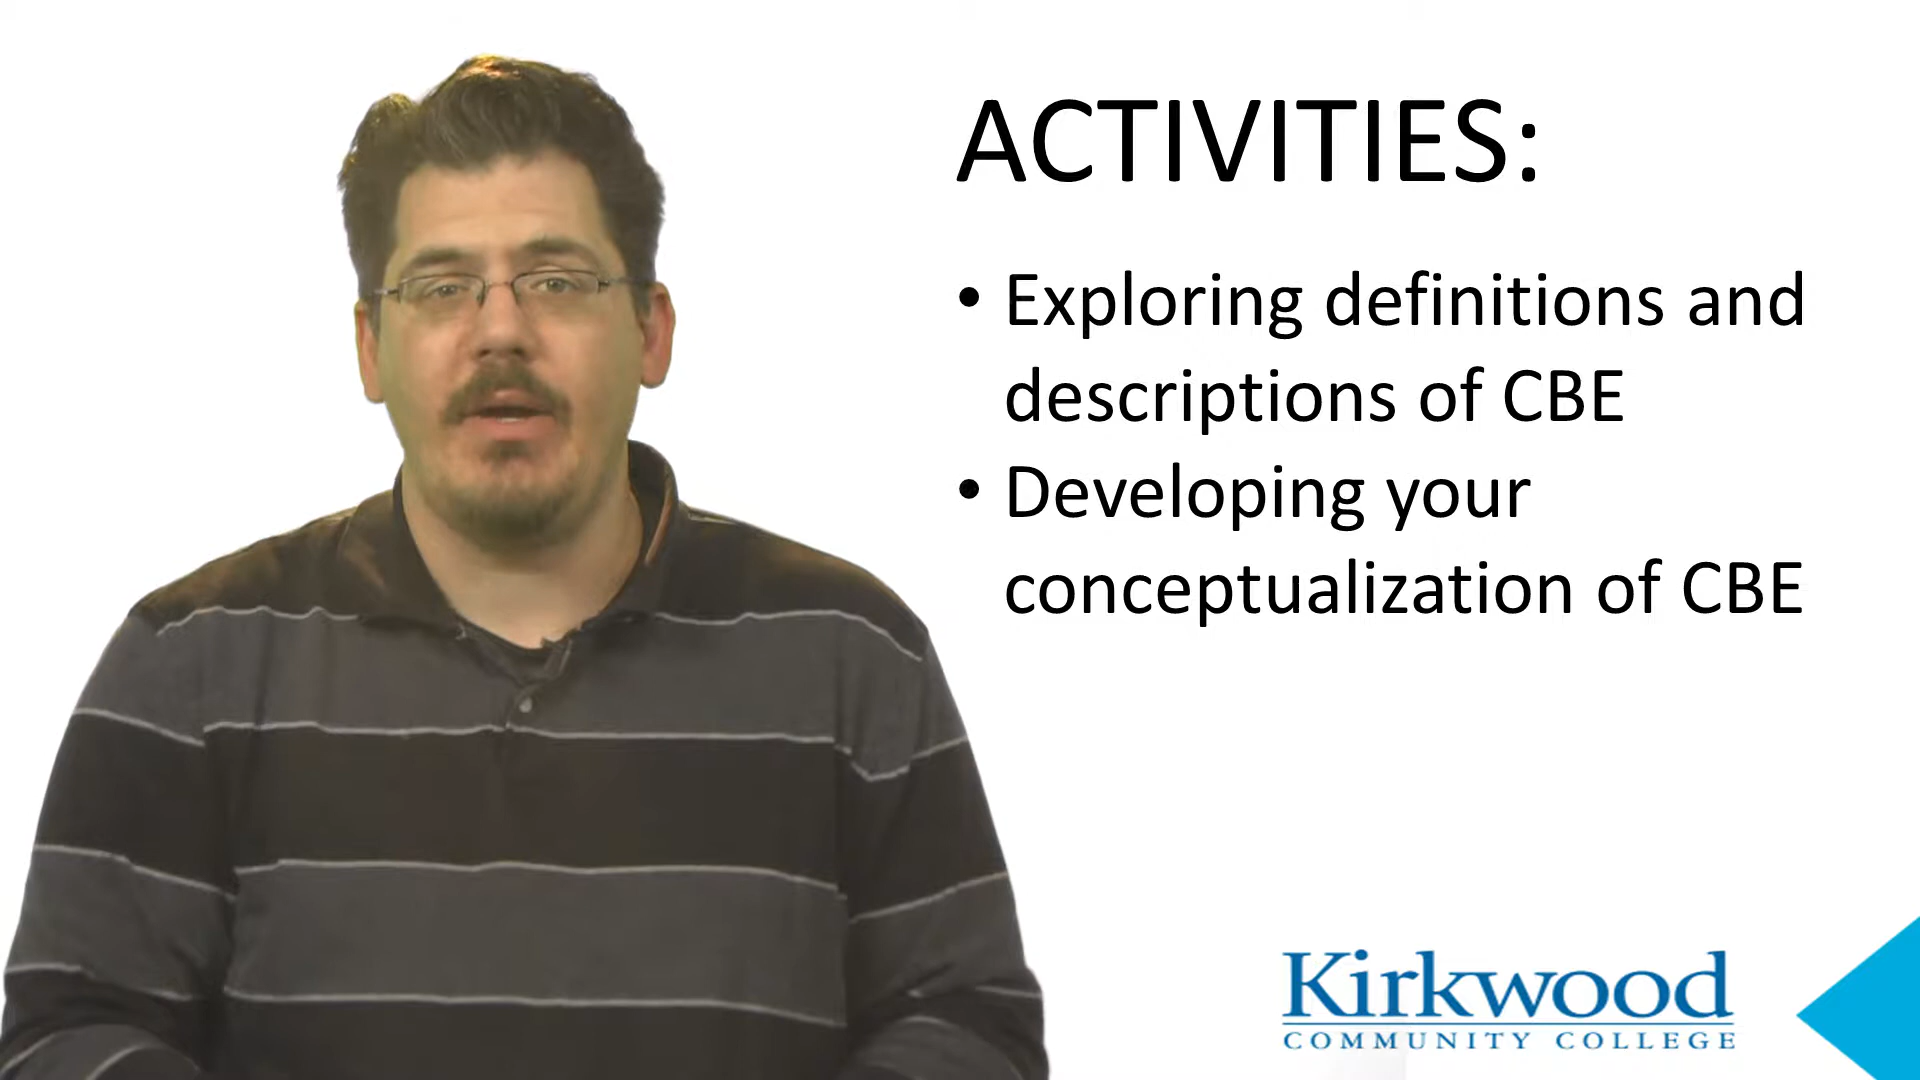 ACTIVITIES:
• Exploring definitions and
descriptions of CBE
• Developing your
conceptualization of CBE
Kirkwood
COMMUNITY COLLEGE